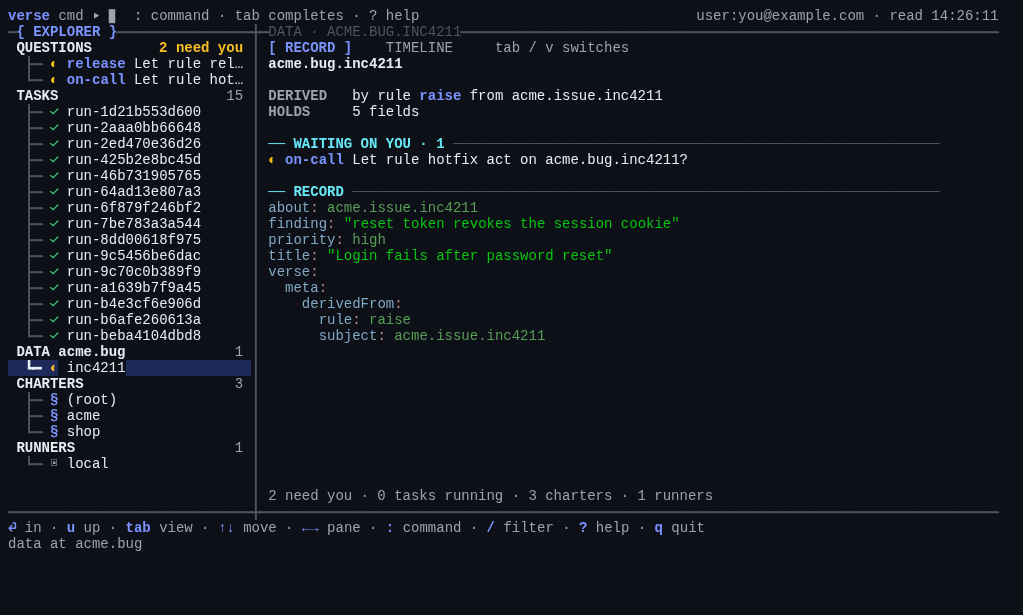 verse cmd ▸ : command · tab completes · ? help user:you@example.com · read 14:26:11
{ EXPLORER } DATA · ACME.BUG.INC4211
QUESTIONS 2 need you
release Let rule rel…
on-call Let rule hot…
TASKS 15
✓ run-1d21b553d600
✓ run-2aaa0bb66648
✓ run-2ed470e36d26
✓ run-425b2e8bc45d
✓ run-46b731905765
✓ run-64ad13e807a3
✓ run-6f879f246bf2
✓ run-7be783a3a544
✓ run-8dd00618f975
✓ run-9c5456be6dac
✓ run-9c70c0b389f9
✓ run-a1639b7f9a45
✓ run-b4e3cf6e906d
✓ run-b6afe260613a
✓ run-beba4104dbd8
DATA acme.bug 1
inc4211
CHARTERS 3
§ (root)
§ acme
§ shop
RUNNERS 1
local
[ RECORD ] TIMELINE tab / v switches
acme.bug.inc4211
DERIVED by rule raise from acme.issue.inc4211
HOLDS 5 fields
── WAITING ON YOU · 1
on-call Let rule hotfix act on acme.bug.inc4211?
── RECORD
about: acme.issue.inc4211
finding: "reset token revokes the session cookie"
priority: high
title: "Login fails after password reset"
verse:
meta:
derivedFrom:
rule: raise
subject: acme.issue.inc4211
2 need you · 0 tasks running · 3 charters · 1 runners
⏎ in · u up · tab view · ↑↓ move · ←→ pane · : command · / filter · ? help · q quit
data at acme.bug